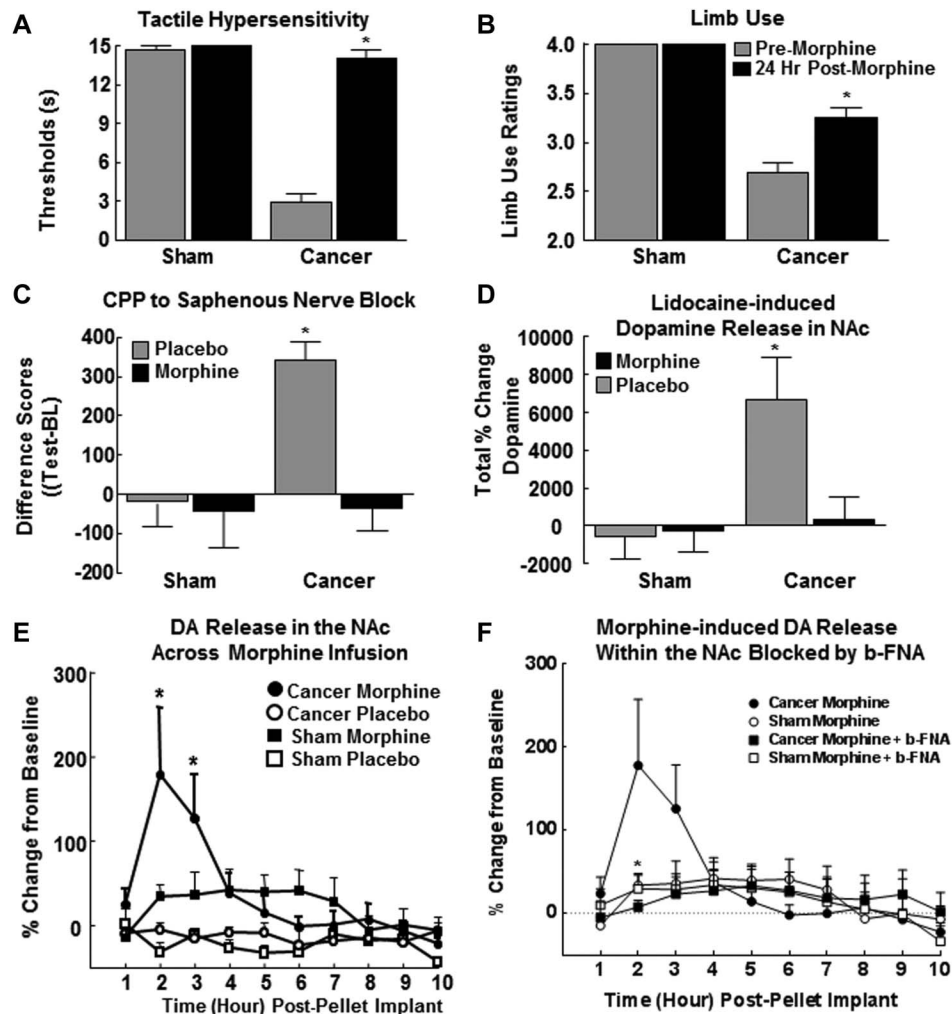 A
Tactile Hypersensitivity
Thresholds (s)
15
12
9
6
3
0
*
Sham
Cancer
B
Limb Use
Limb Use Ratings
4.0
3.5
3.0
2.5
2.0
Pre-Morphine
24 Hr Post-Morphine
*
Sham
Cancer
C
CPP to Saphenous Nerve Block
Difference Scores
((Test-BL)
400
300
200
100
0
-100
-200
Placebo
Morphine
*
Sham
Cancer
D
Lidocaine-induced
Dopamine Release in NAc
Total % Change
Dopamine
10000
8000
6000
4000
2000
0
-2000
Morphine
Placebo
*
Sham
Cancer
E
DA Release in the NAc
Across Morphine Infusion
% Change from Baseline
300
200
100
0
* *
Cancer Morphine
Cancer Placebo
Sham Morphine
Sham Placebo
1 2 3 4 5 6 7 8 9 10
Time (Hour) Post-Pellet Implant
F
Morphine-induced DA Release
Within the NAc Blocked by b-FNA
% Change from Baseline
300
200
100
0
*
Cancer Morphine
Sham Morphine
Cancer Morphine + b-FNA
Sham Morphine + b-FNA
1 2 3 4 5 6 7 8 9 10
Time (Hour) Post-Pellet Implant